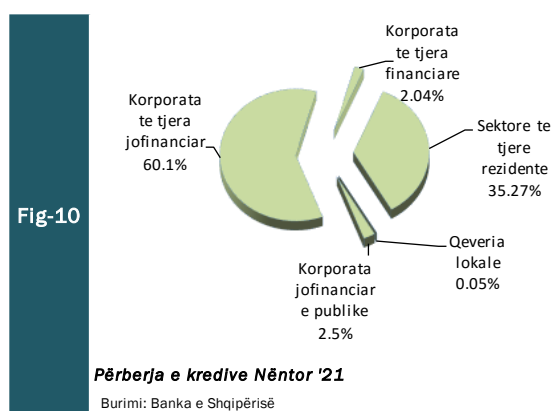 Fig-10
Korporata
te tjera
financiare
2.04%
Korporata
te tjera
jofinanciar
60.1%
Sektore te
tjere
rezidente
35.27%
Qeveria
lokale
0.05%
Korporata
jofinanciar
e publike
2.5%
Përberja e kredive Nëntor '21
Burimi: Banka e Shqipërisë